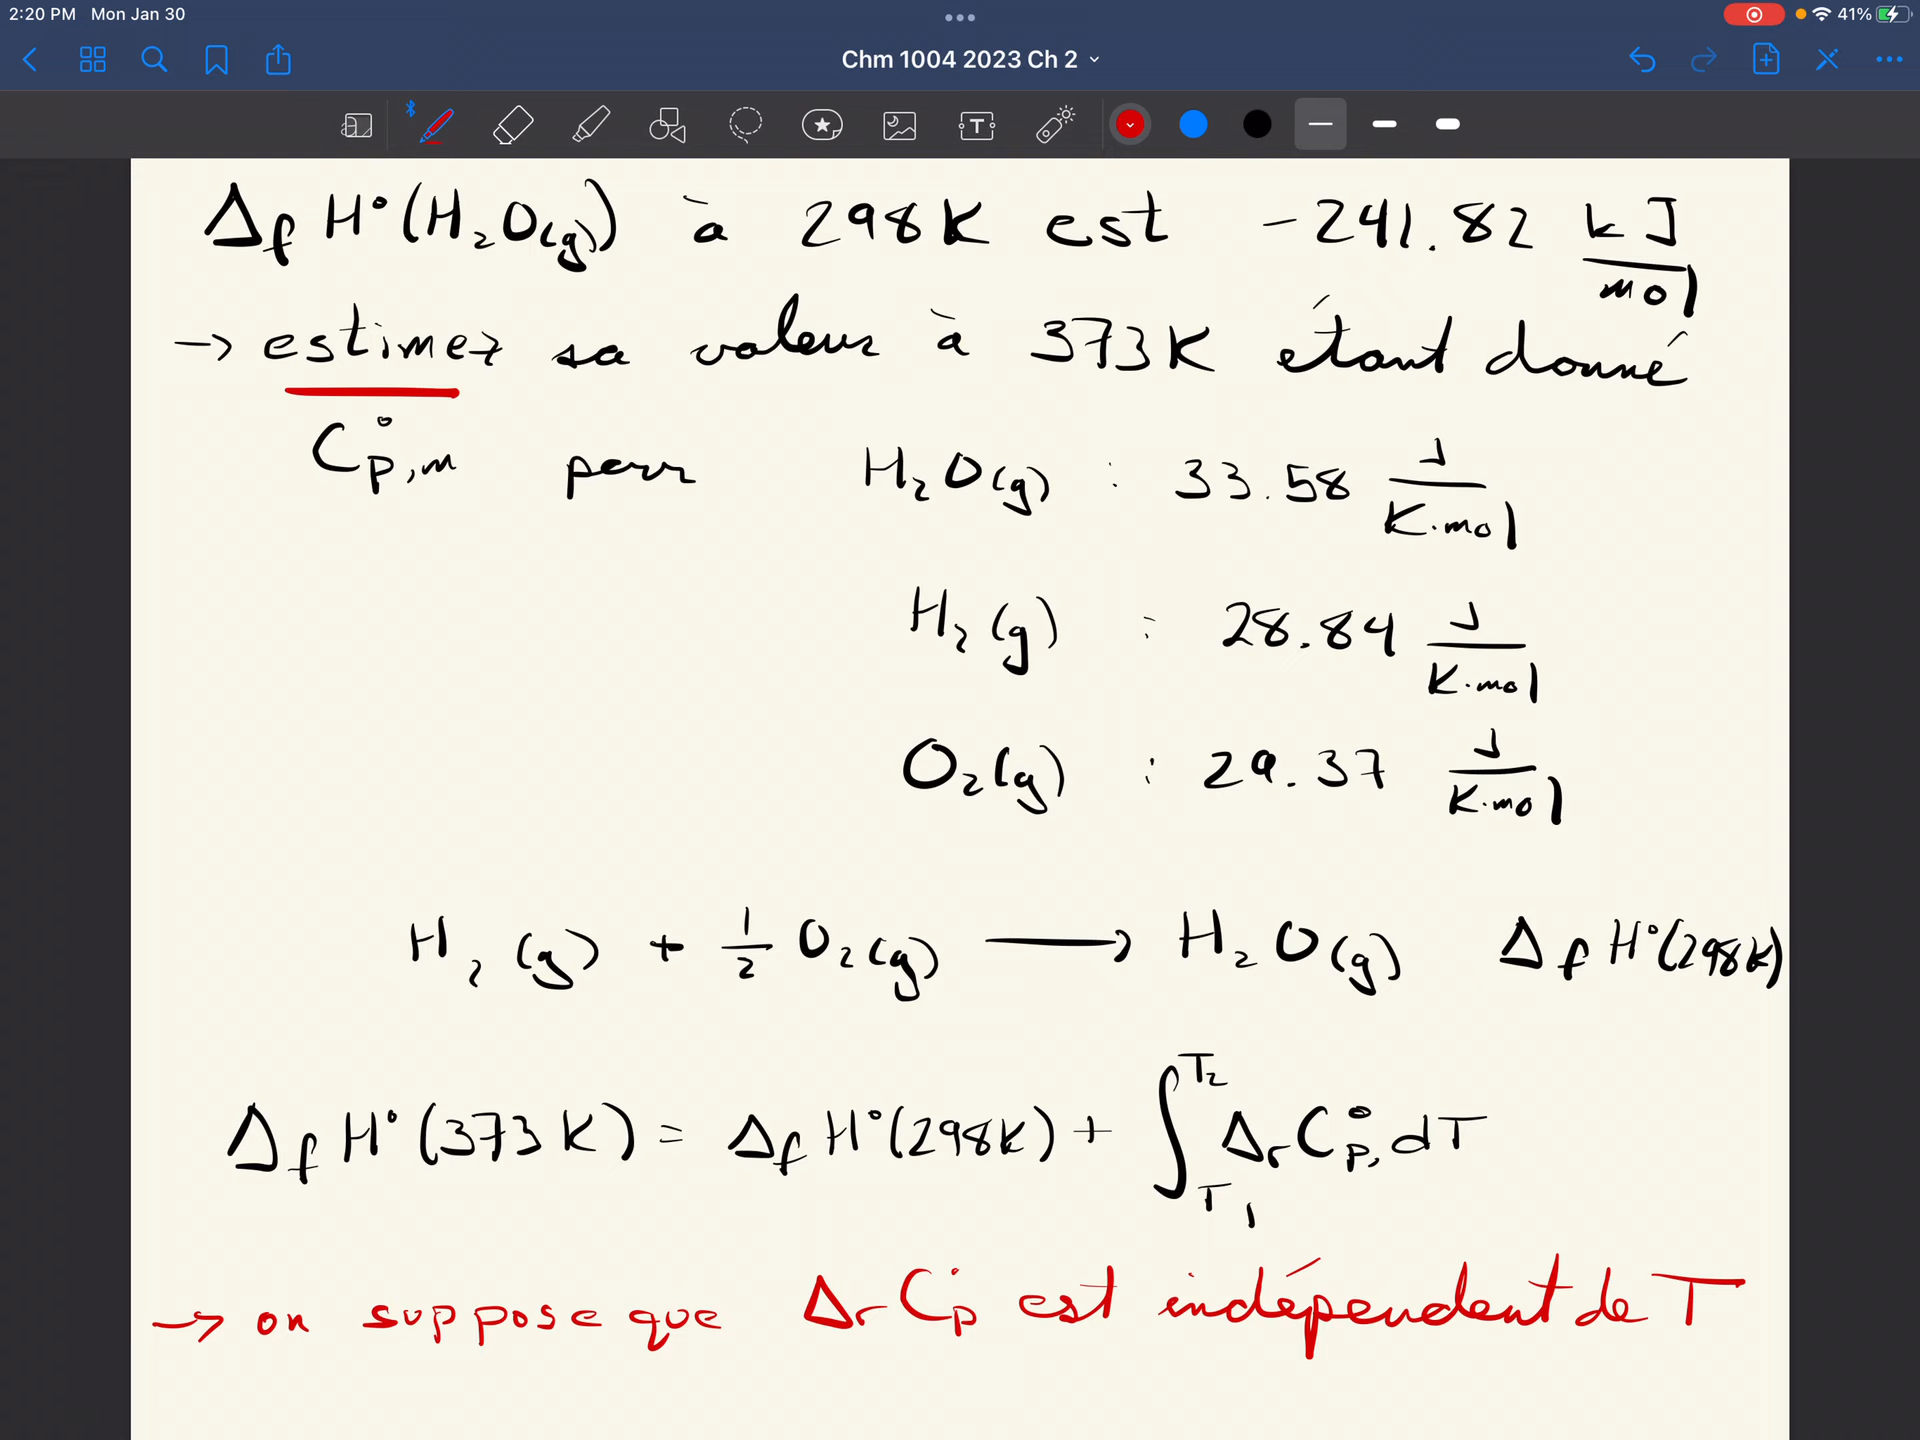 2:20 PM Mon Jan 30
41%
Chm 1004 2023 Ch 2
Δf H°(H₂O(g)) à 298K est -241.82 kJ/mol
→ estimez sa valeur à 373K étant donné
C°p,m pour H₂O(g) : 33.58 J/K·mol
H₂(g) : 28.84 J/K·mol
O₂(g) : 29.37 J/K·mol
H₂(g) + 1/2 O₂(g) ⟶ H₂O(g) Δf H°(298K)
Δf H°(373K) = Δf H°(298K) + ∫_T₁^T₂ Δr C°p, dT
→ on suppose que Δr C°p est indépendent de T